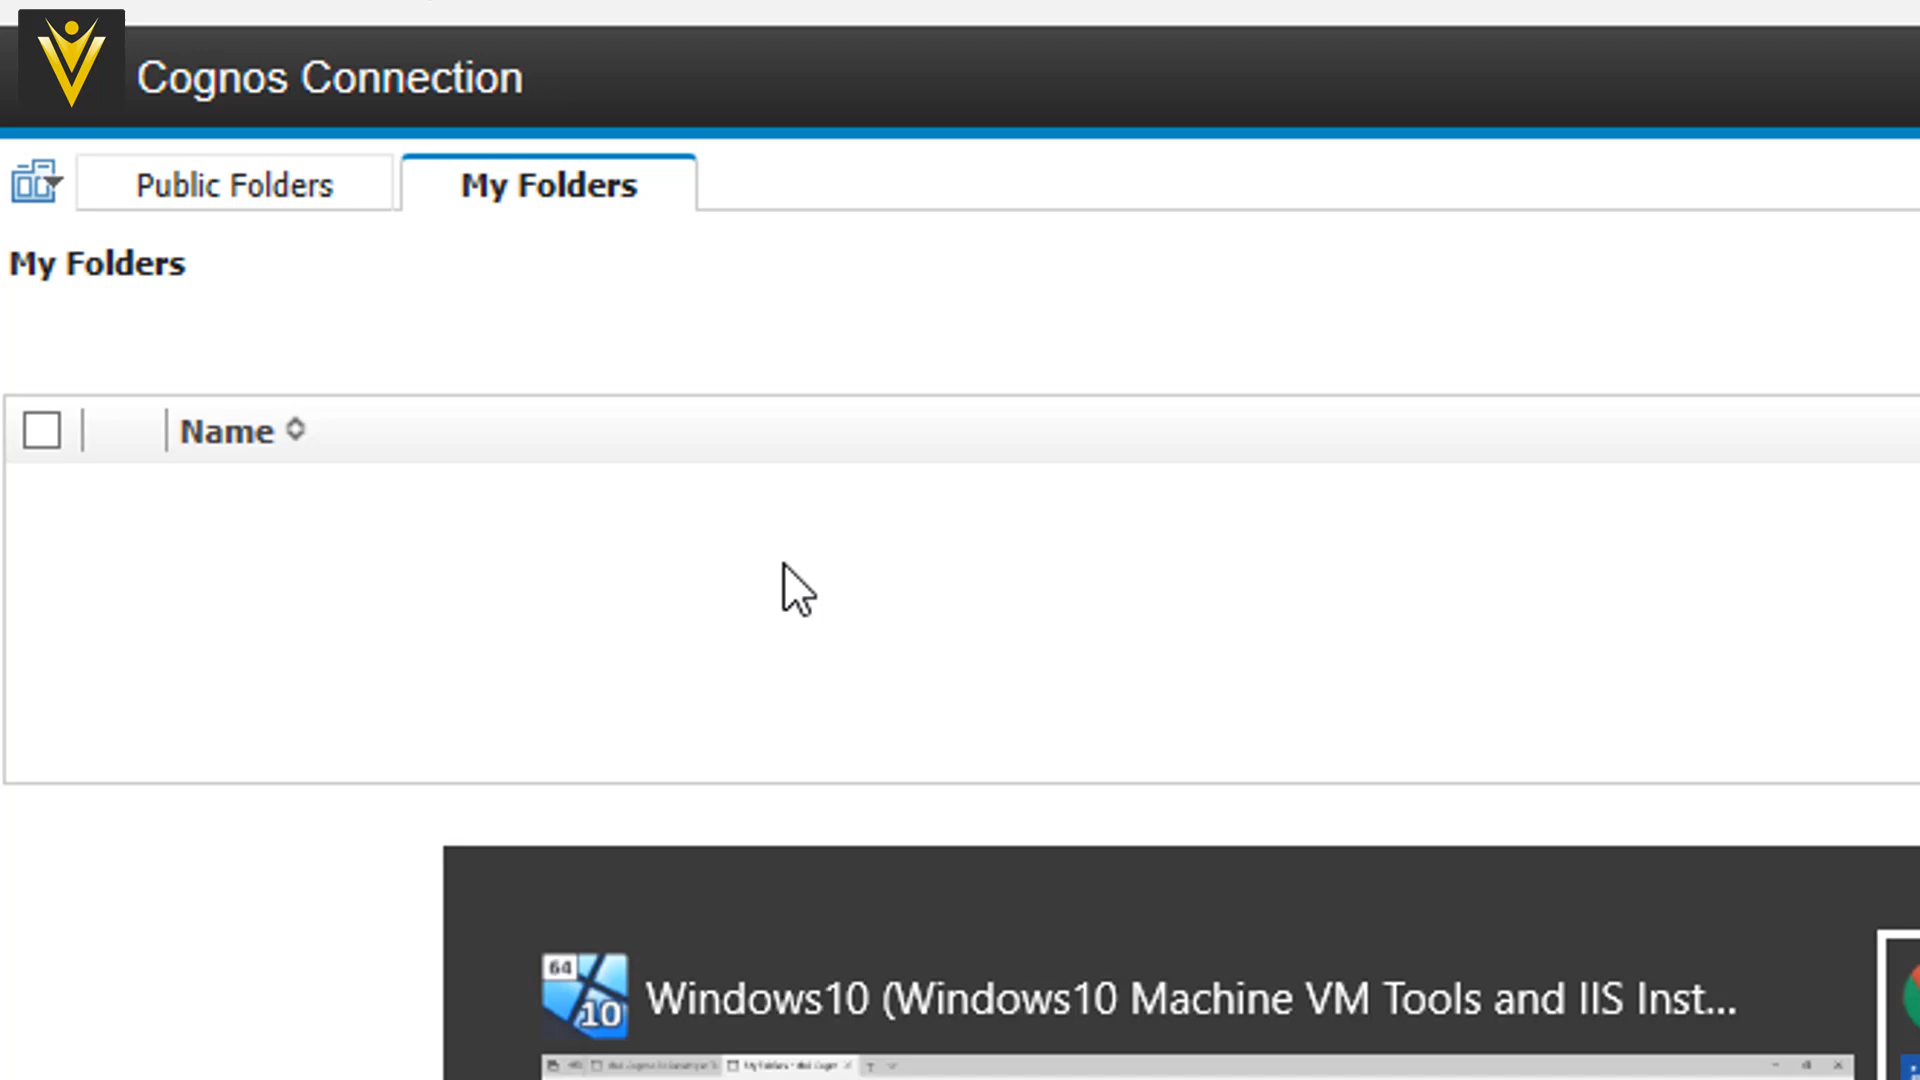 Cognos Connection
Public Folders
My Folders
My Folders
Name
64
10
Windows10 (Windows10 Machine VM Tools and IIS Inst...